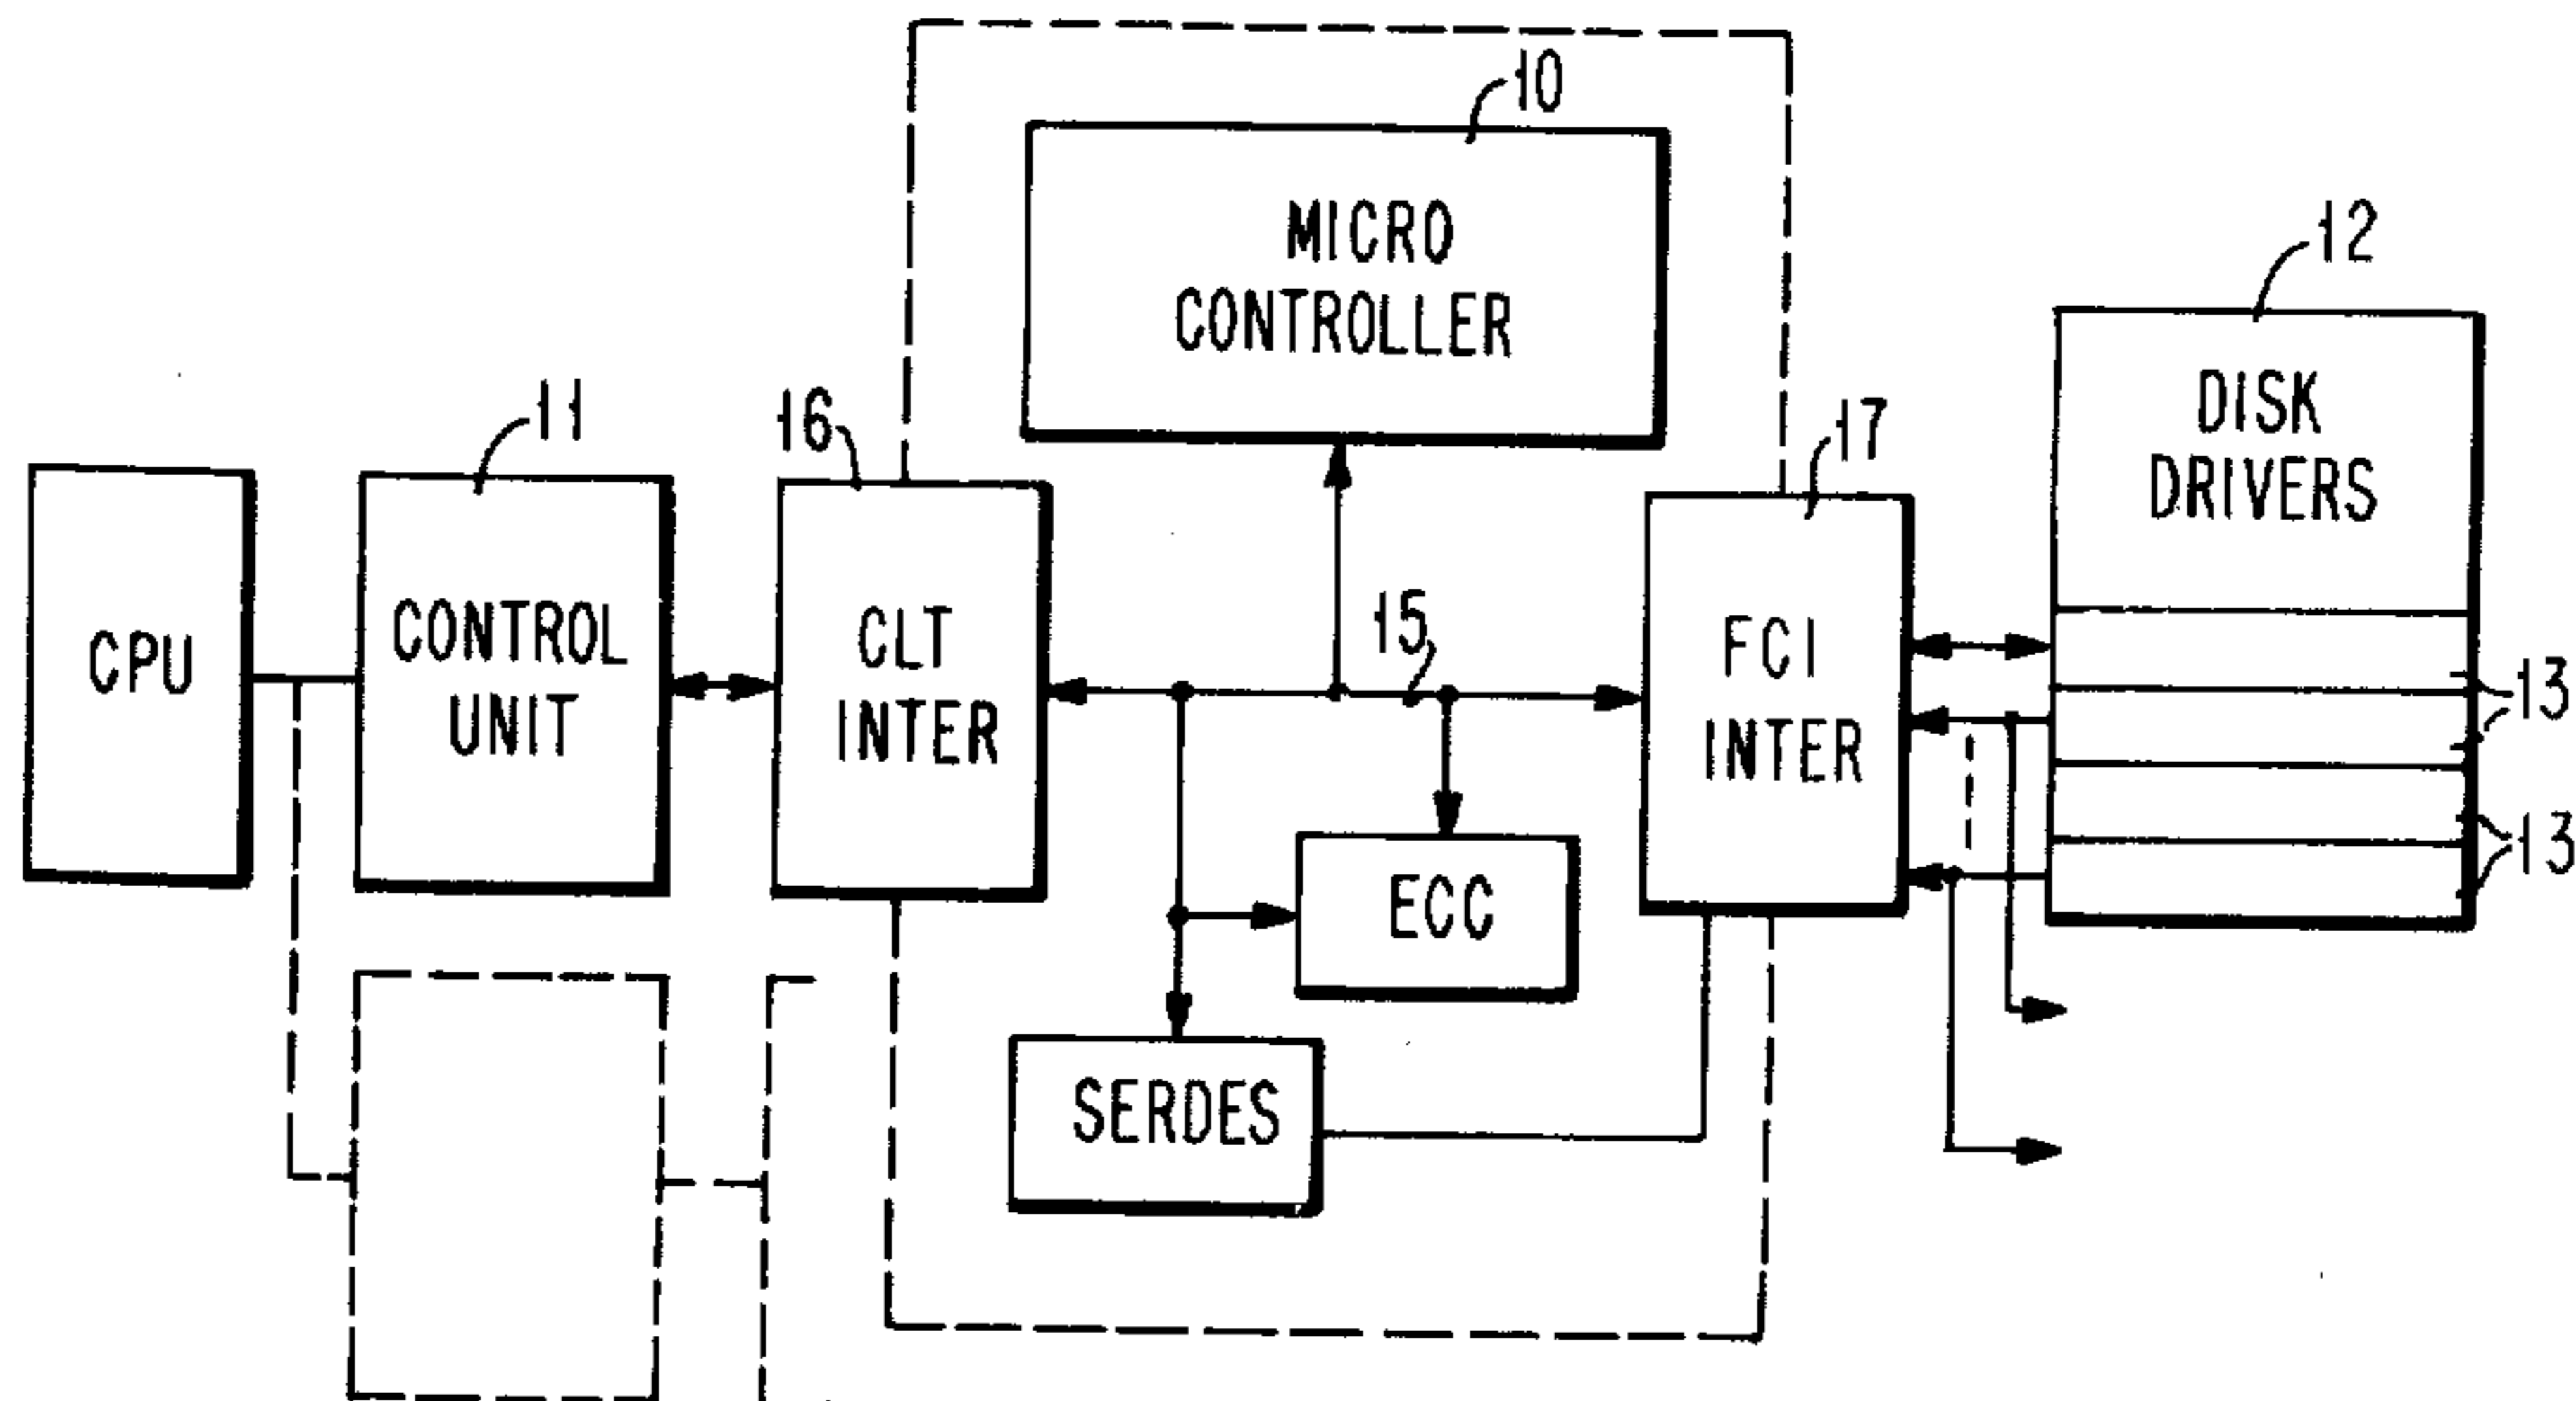 10
MICRO
CONTROLLER
12
DISK
DRIVERS
11
16
17
CPU
CONTROL
UNIT
CLT
INTER
15
FCI
INTER
13
13
ECC
SERDES